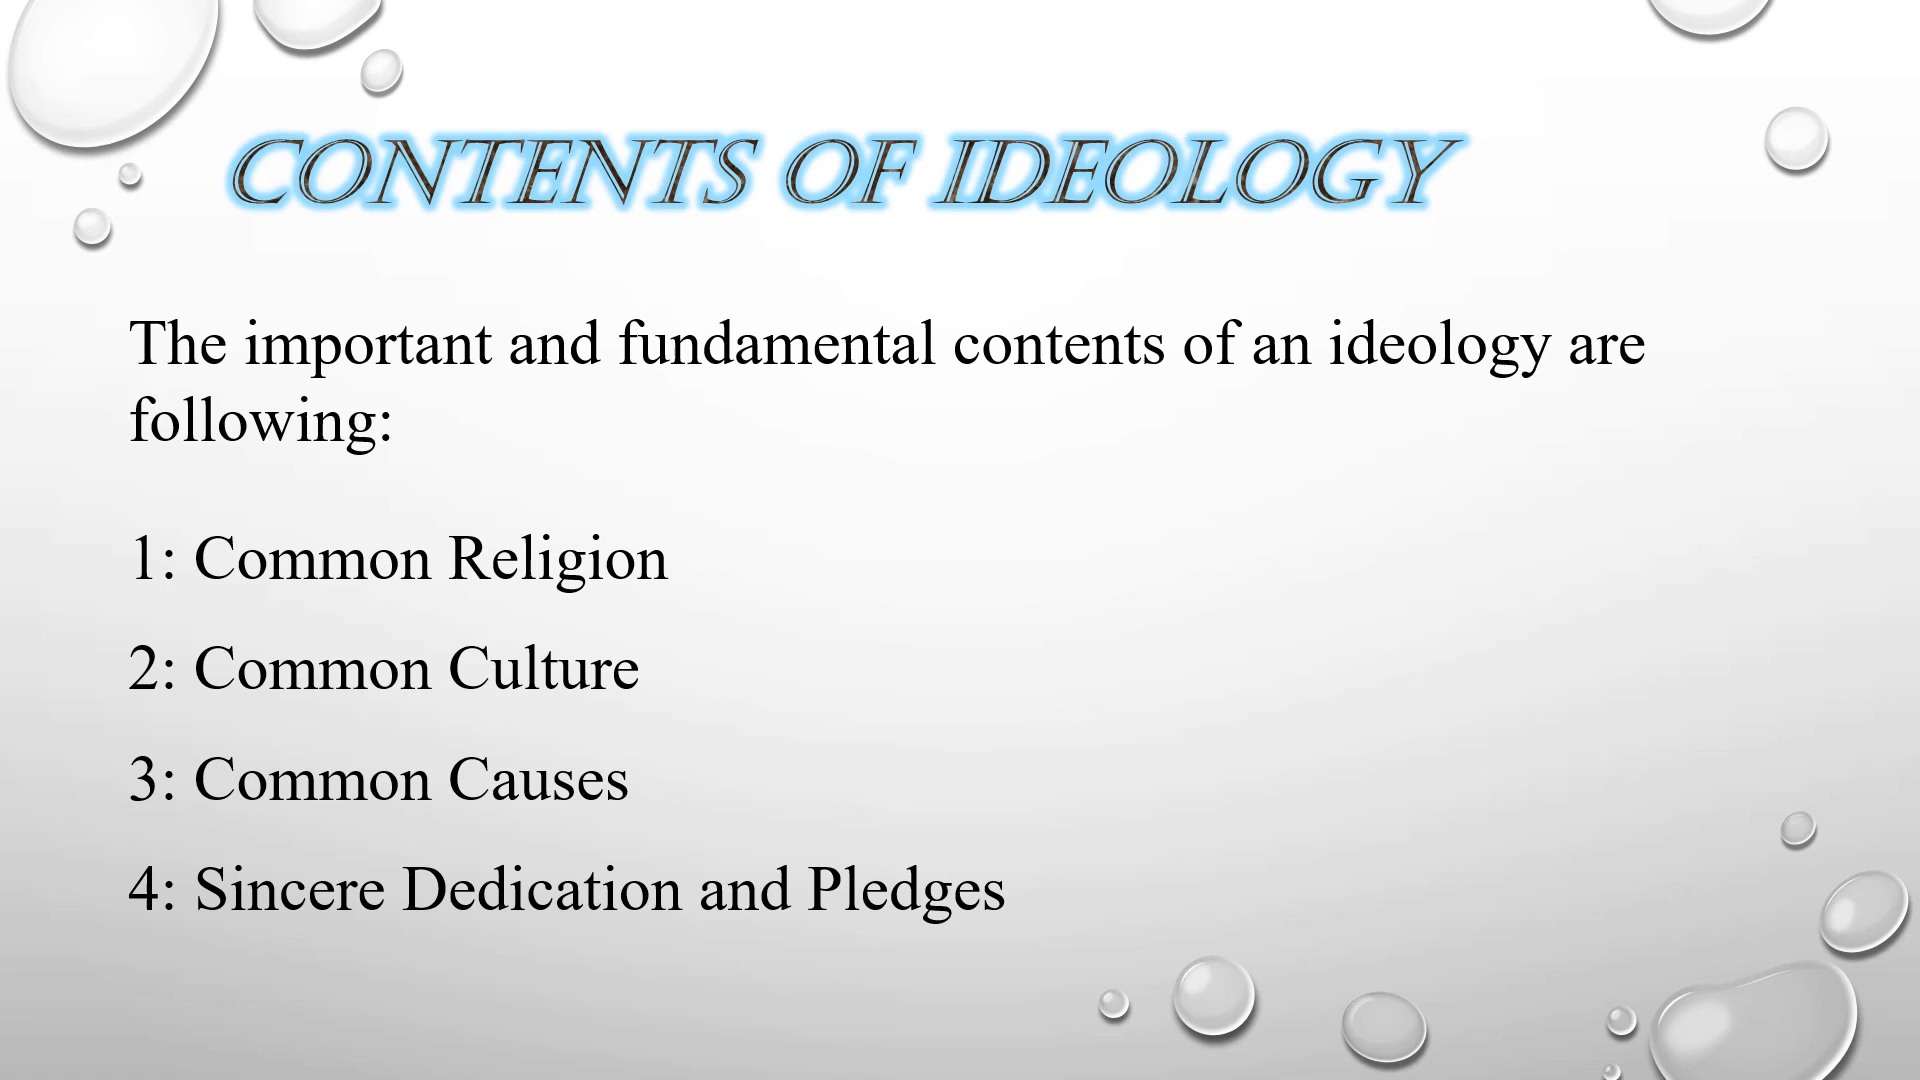 CONTENTS OF IDEOLOGY
The important and fundamental contents of an ideology are
following:
1: Common Religion
2: Common Culture
3: Common Causes
4: Sincere Dedication and Pledges